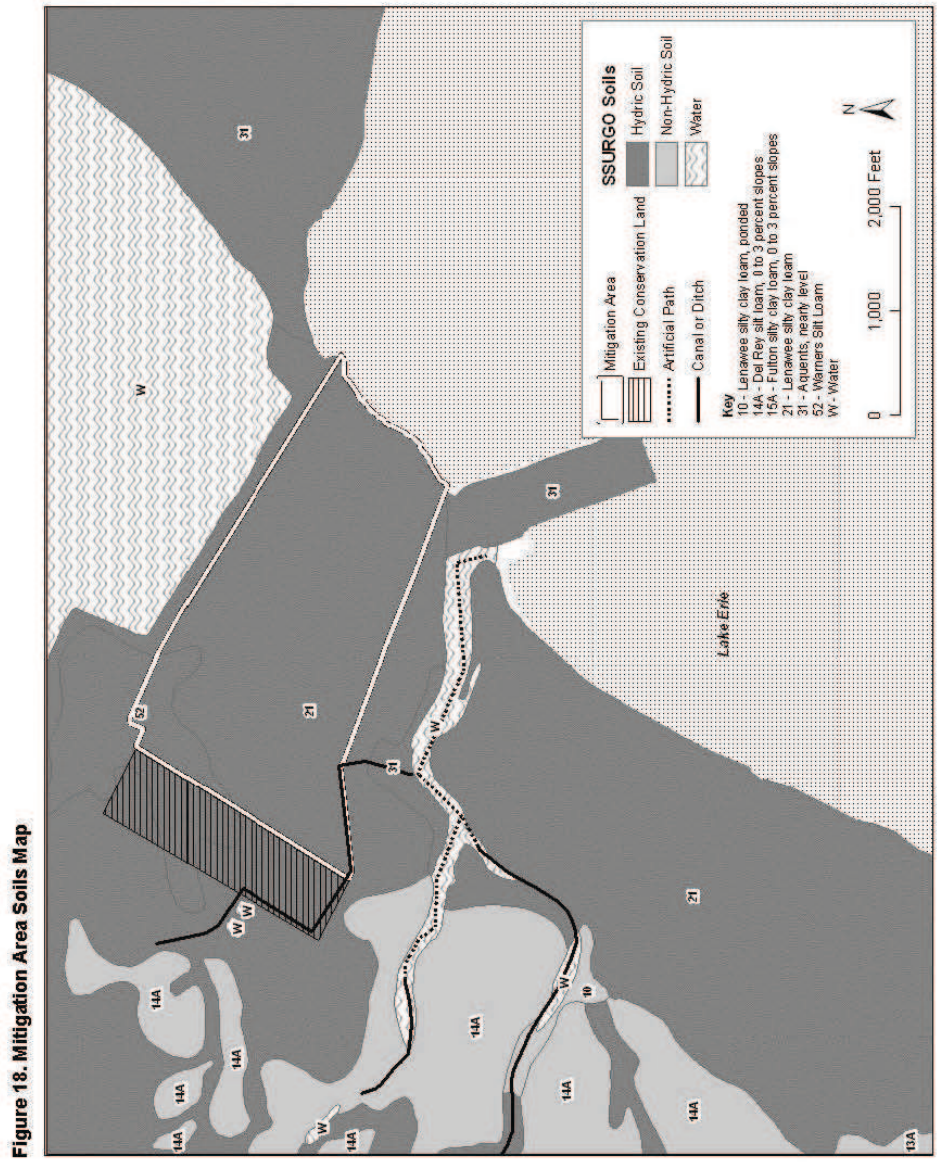 Figure 18. Mitigation Area Soils Map
14A
14A
14A
14A
14A
W
14A
W
W
14A
14A
14A
13A
W
10
52
21
31
W
21
W
31
31
Lake Erie
Mitigation Area
Existing Conservation Land
Artificial Path
Canal or Ditch
SSURGO Soils
Hydric Soil
Non-Hydric Soil
Water
Key
10 - Lenawee silty clay loam, ponded
14A - Del Rey silt loam, 0 to 3 percent slopes
15A - Fulton silty clay loam, 0 to 3 percent slopes
21 - Lenawee silty clay loam
31 - Aquents, nearly level
52 - Warners Silt Loam
W - Water
0 1,000 2,000 Feet
N